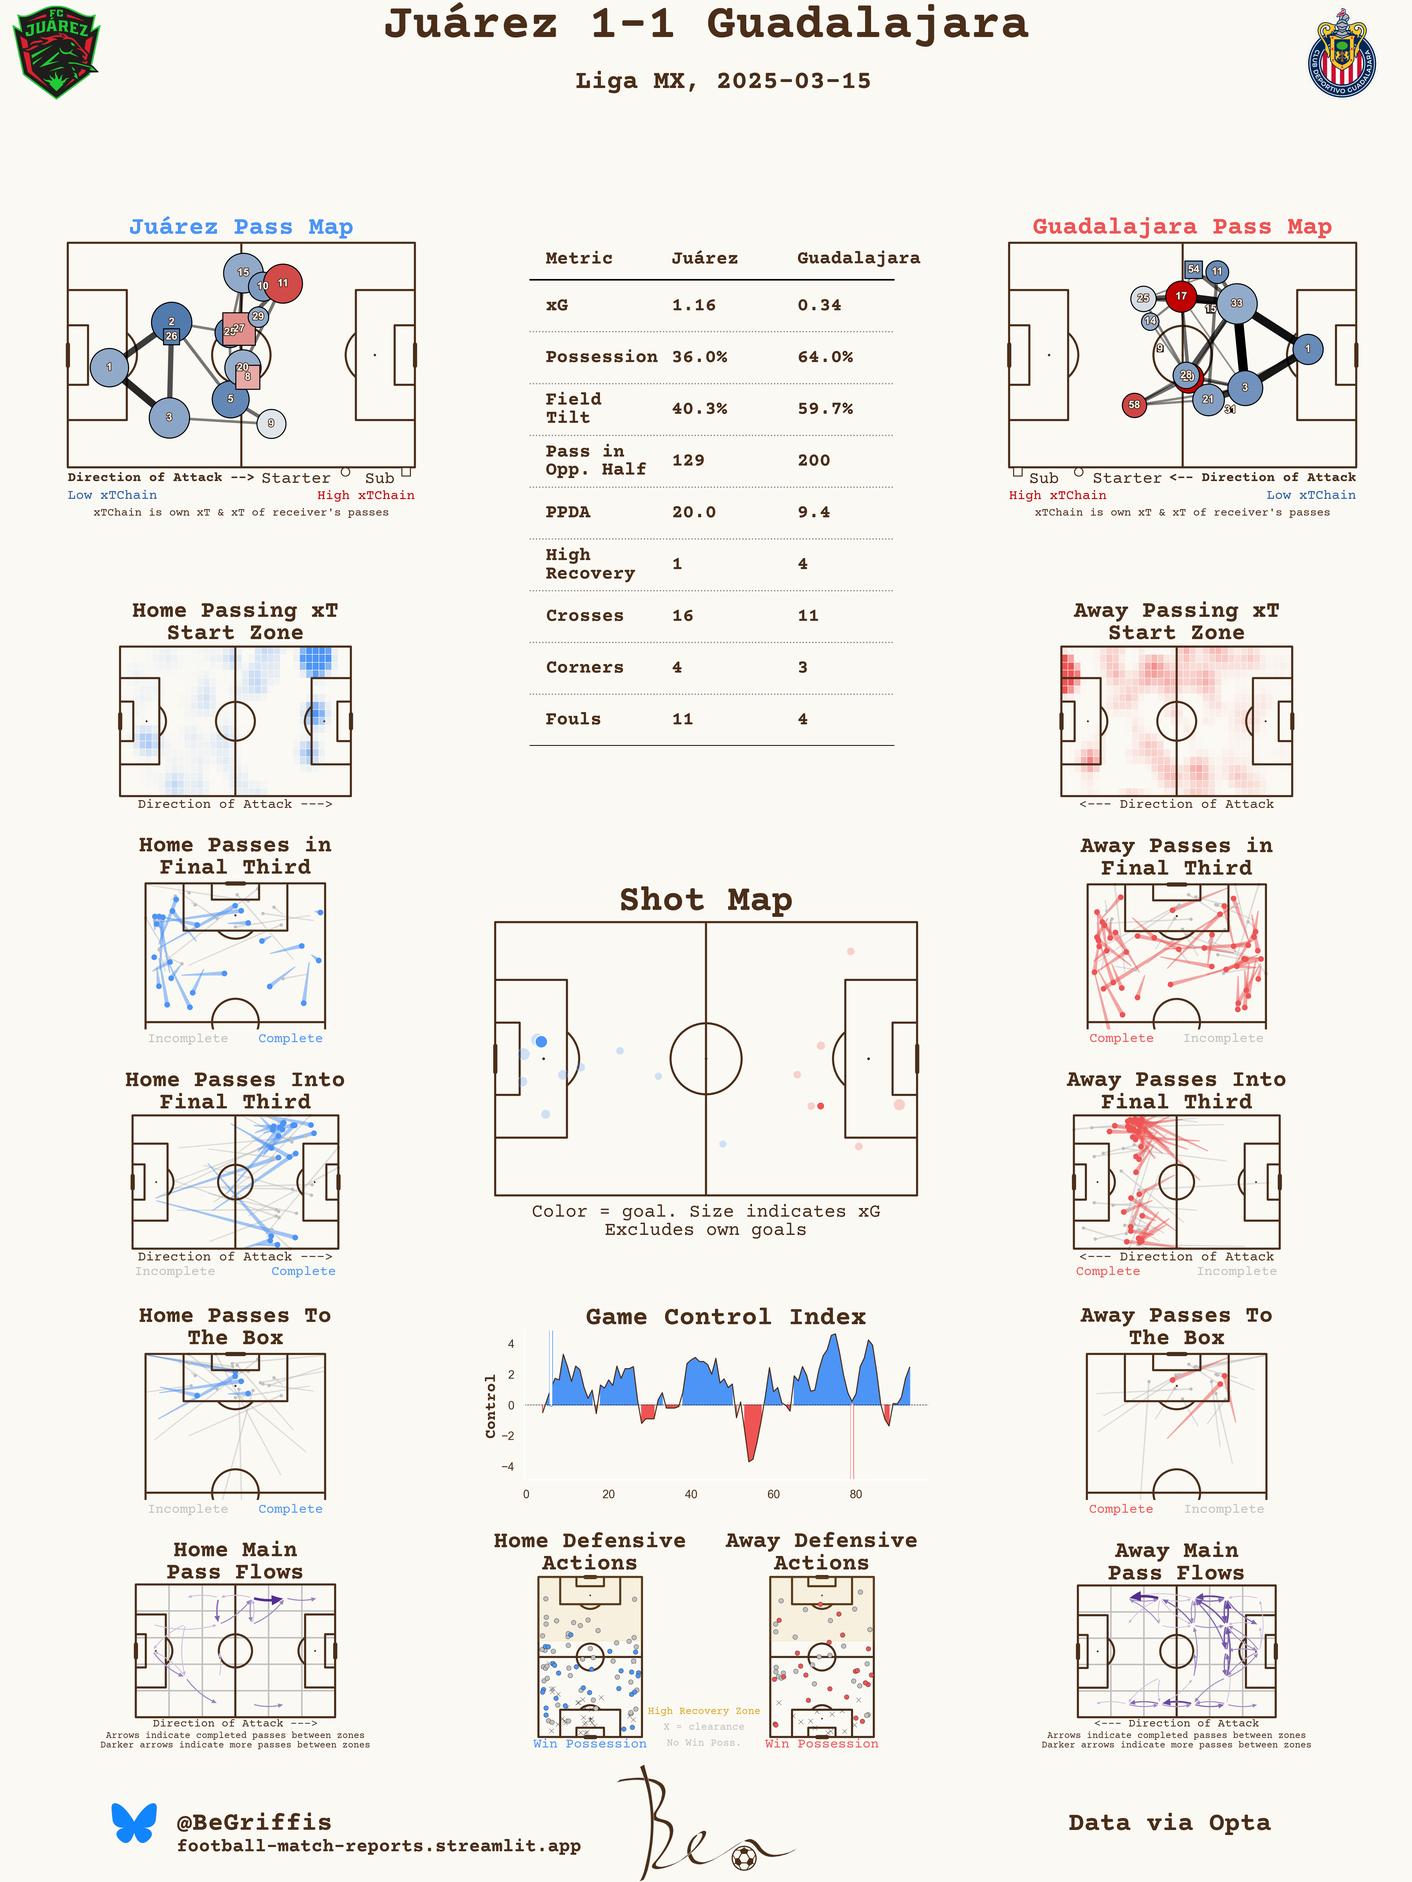 Juárez 1-1 Guadalajara
Liga MX, 2025-03-15
FC
JUÁREZ
CLUB DEPORTIVO GUADALAJARA
Juárez Pass Map
15
10
11
2
26
29
27
20
8
1
5
3
9
Direction of Attack --> Starter Sub
Low xTChain High xTChain
xTChain is own xT & xT of receiver's passes
Metric Juárez Guadalajara
xG 1.16 0.34
Possession 36.0% 64.0%
Field
Tilt 40.3% 59.7%
Pass in
Opp. Half 129 200
PPDA 20.0 9.4
High
Recovery 1 4
Crosses 16 11
Corners 4 3
Fouls 11 4
Guadalajara Pass Map
54
11
25
17
15
33
14
9
1
28
3
58
21
31
Sub Starter <-- Direction of Attack
High xTChain Low xTChain
xTChain is own xT & xT of receiver's passes
Home Passing xT
Start Zone
Direction of Attack --->
Away Passing xT
Start Zone
<--- Direction of Attack
Home Passes in
Final Third
Incomplete Complete
Away Passes in
Final Third
Complete Incomplete
Shot Map
Color = goal. Size indicates xG
Excludes own goals
Home Passes Into
Final Third
Direction of Attack --->
Incomplete Complete
Away Passes Into
Final Third
<--- Direction of Attack
Complete Incomplete
Home Passes To
The Box
Incomplete Complete
Game Control Index
Control
4
2
0
−2
−4
0 20 40 60 80
Away Passes To
The Box
Complete Incomplete
Home Main
Pass Flows
Direction of Attack --->
Arrows indicate completed passes between zones
Darker arrows indicate more passes between zones
Home Defensive
Actions
Win Possession
Away Defensive
Actions
Win Possession
High Recovery Zone
X = clearance
No Win Poss.
Away Main
Pass Flows
<--- Direction of Attack
Arrows indicate completed passes between zones
Darker arrows indicate more passes between zones
@BeGriffis
football-match-reports.streamlit.app
Ben
Data via Opta